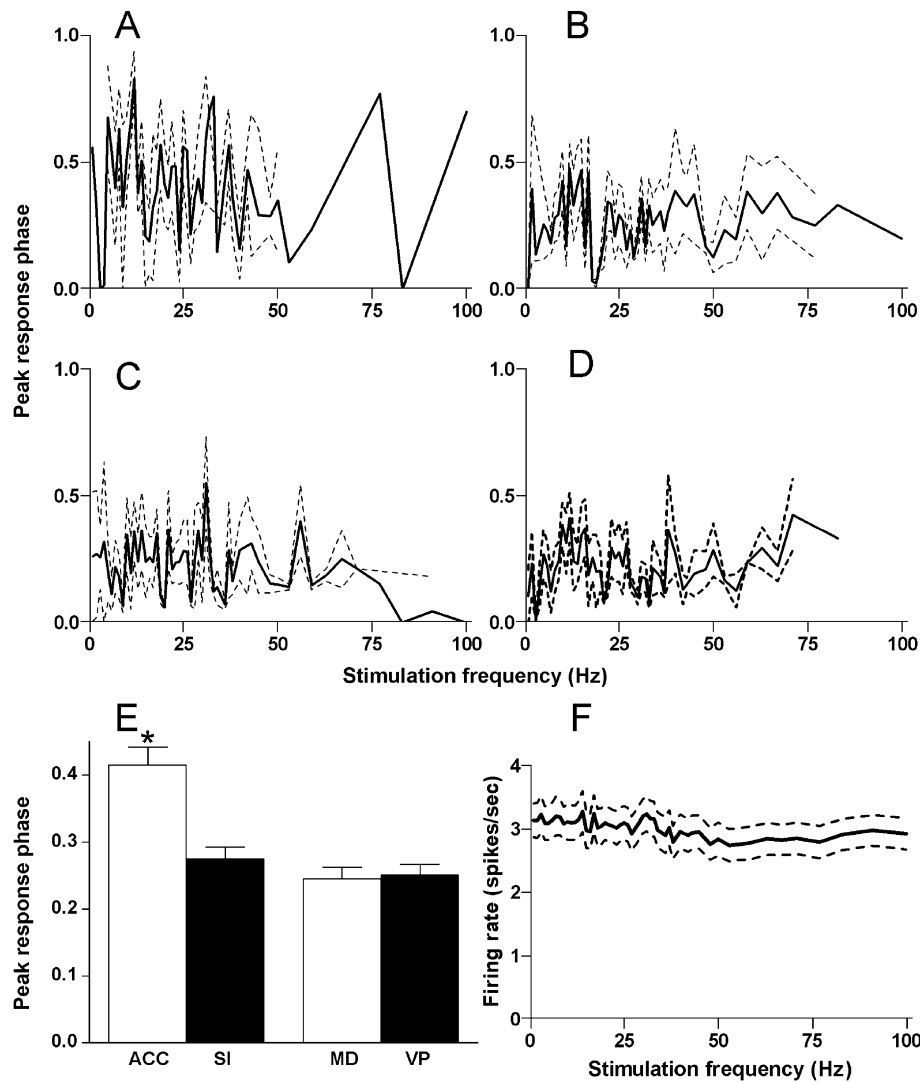 A
B
1.0
0.5
0.0
0 25 50 75 100
1.0
0.5
0.0
0 25 50 75 100
Peak response phase
C
D
1.0
0.5
0.0
0 25 50 75 100
1.0
0.5
0.0
0 25 50 75 100
Stimulation frequency (Hz)
E
*
0.4
0.3
0.2
0.1
0.0
Peak response phase
ACC SI MD VP
F
4
3
2
1
0
Firing rate (spikes/sec)
0 25 50 75 100
Stimulation frequency (Hz)